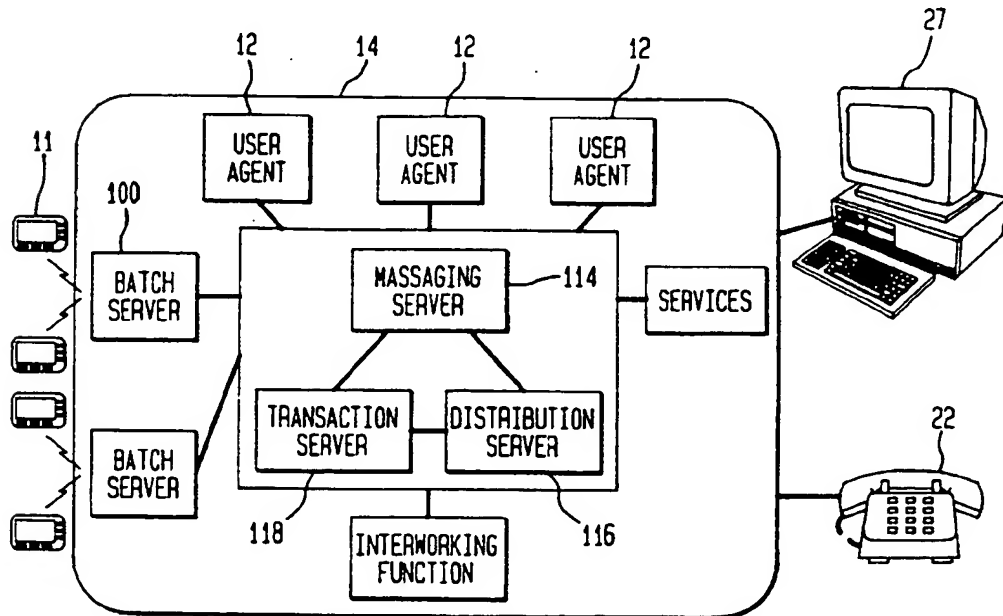 12
14
12
12
27
USER
AGENT
USER
AGENT
USER
AGENT
11
100
BATCH
SERVER
MASSAGING
SERVER
114
SERVICES
TRANSACTION
SERVER
DISTRIBUTION
SERVER
BATCH
SERVER
118
116
INTERWORKING
FUNCTION
22